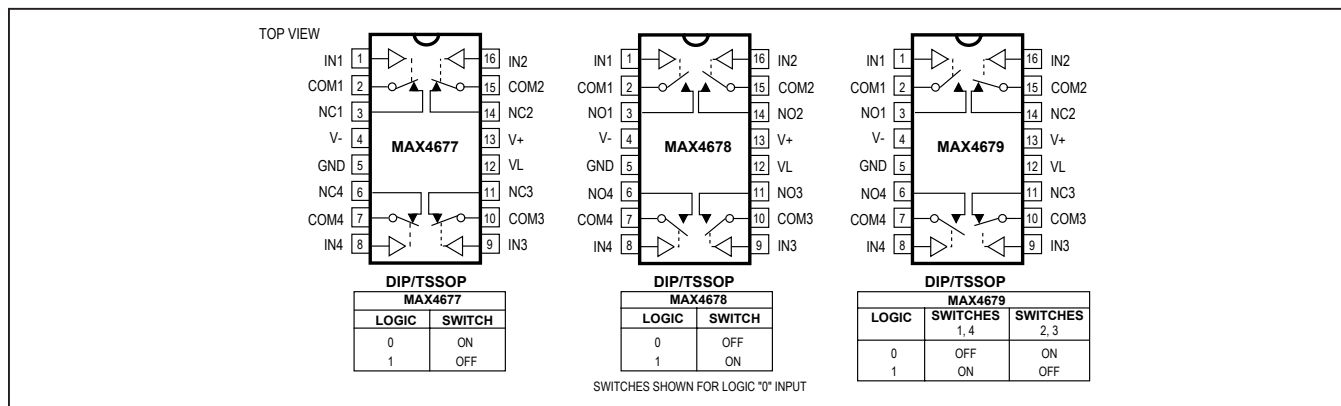 TOP VIEW
IN1 1 16 IN2
COM1 2 15 COM2
NC1 3 14 NC2
V- 4 13 V+
MAX4677
GND 5 12 VL
NC4 6 11 NC3
COM4 7 10 COM3
IN4 8 9 IN3
DIP/TSSOP
MAX4677
LOGIC SWITCH
0 ON
1 OFF
IN1 1 16 IN2
COM1 2 15 COM2
NO1 3 14 NO2
V- 4 13 V+
MAX4678
GND 5 12 VL
NO4 6 11 NO3
COM4 7 10 COM3
IN4 8 9 IN3
DIP/TSSOP
MAX4678
LOGIC SWITCH
0 OFF
1 ON
SWITCHES SHOWN FOR LOGIC "0" INPUT
IN1 1 16 IN2
COM1 2 15 COM2
NO1 3 14 NC2
V- 4 13 V+
MAX4679
GND 5 12 VL
NO4 6 11 NC3
COM4 7 10 COM3
IN4 8 9 IN3
DIP/TSSOP
MAX4679
LOGIC SWITCHES 1, 4 SWITCHES 2, 3
0 OFF ON
1 ON OFF